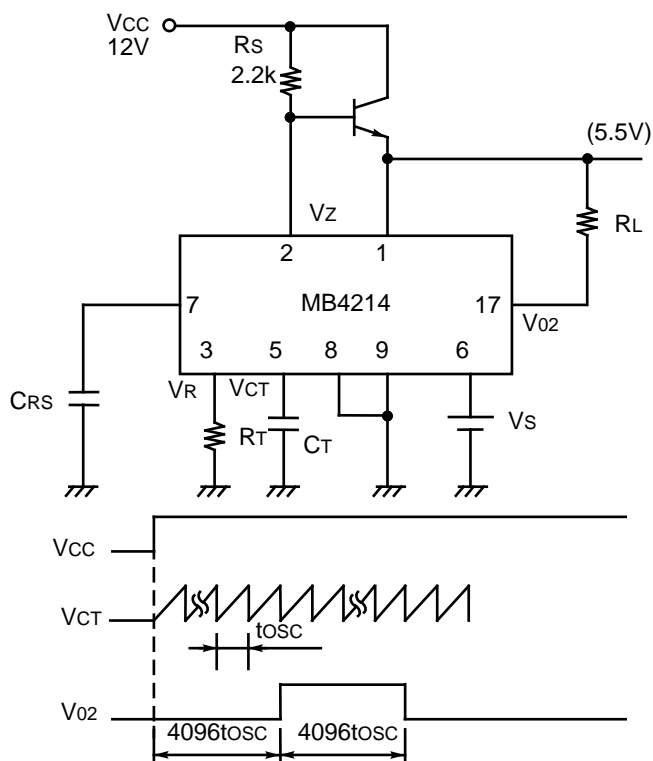 VCC
12V
RS
2.2k
(5.5V)
VZ
RL
2 1
7 MB4214 17
V02
3 5 8 9 6
VR VCT
CRS RT CT VS
VCC
VCT
tOSC
V02
4096tOSC 4096tOSC